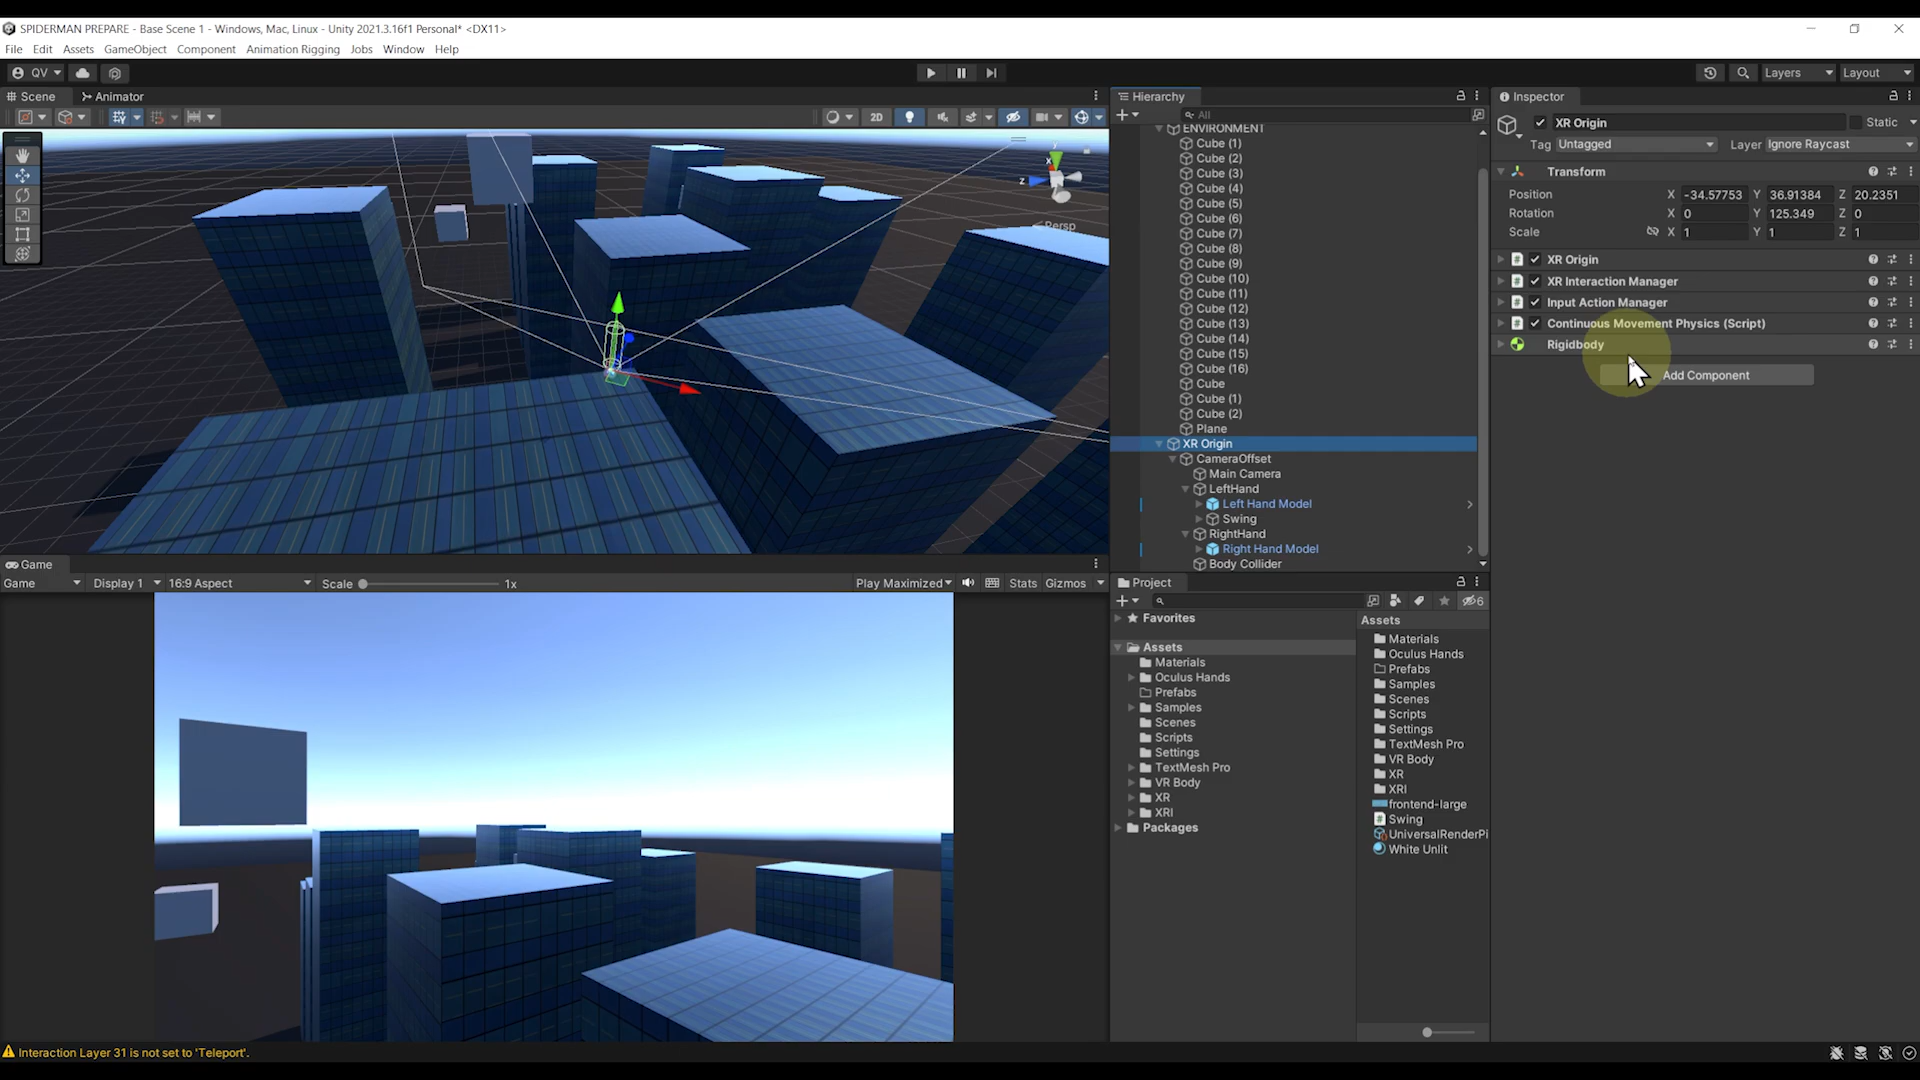 SPIDERMAN PREPARE - Base Scene 1 - Windows, Mac, Linux - Unity 2021.3.16f1 Personal* <DX11>
File Edit Assets GameObject Component Animation Rigging Jobs Window Help
QV Layers Layout
Scene Animator
2D
x
z
Persp
Game
Game Display 1 16:9 Aspect Scale 1x Play Maximized Stats Gizmos
Hierarchy
All
ENVIRONMENT
Cube (1)
Cube (2)
Cube (3)
Cube (4)
Cube (5)
Cube (6)
Cube (7)
Cube (8)
Cube (9)
Cube (10)
Cube (11)
Cube (12)
Cube (13)
Cube (14)
Cube (15)
Cube (16)
Cube
Cube (1)
Cube (2)
Plane
XR Origin
CameraOffset
Main Camera
LeftHand
Left Hand Model
Swing
RightHand
Right Hand Model
Body Collider
Project
6
Favorites
Assets
Materials
Oculus Hands
Prefabs
Samples
Scenes
Scripts
Settings
TextMesh Pro
VR Body
XR
XRI
Packages
Assets
Materials
Oculus Hands
Prefabs
Samples
Scenes
Scripts
Settings
TextMesh Pro
VR Body
XR
XRI
frontend-large
Swing
UniversalRenderPi
White Unlit
Inspector
XR Origin Static
Tag Untagged Layer Ignore Raycast
Transform
Position X -34.57753 Y 36.91384 Z 20.2351
Rotation X 0 Y 125.349 Z 0
Scale X 1 Y 1 Z 1
XR Origin
XR Interaction Manager
Input Action Manager
Continuous Movement Physics (Script)
Rigidbody
Add Component
Interaction Layer 31 is not set to 'Teleport'.